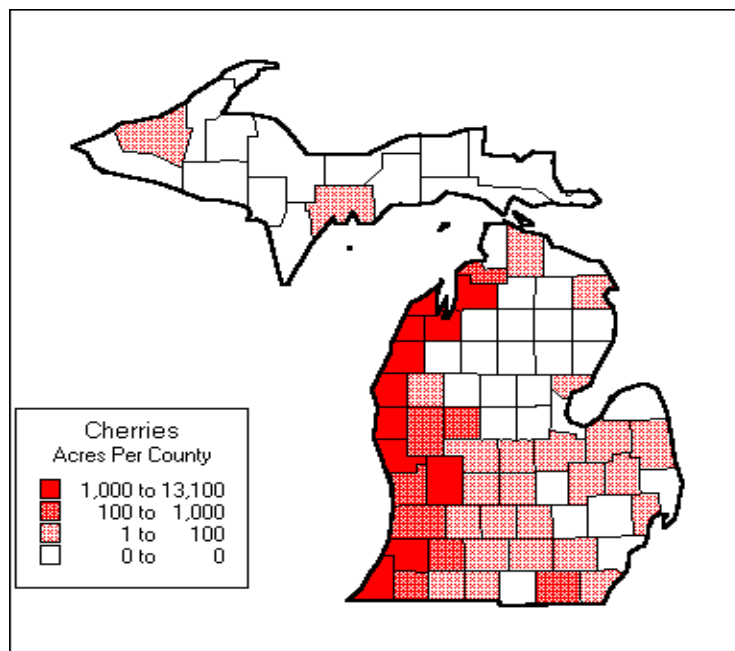 Cherries
Acres Per County
1,000 to 13,100
100 to 1,000
1 to 100
0 to 0